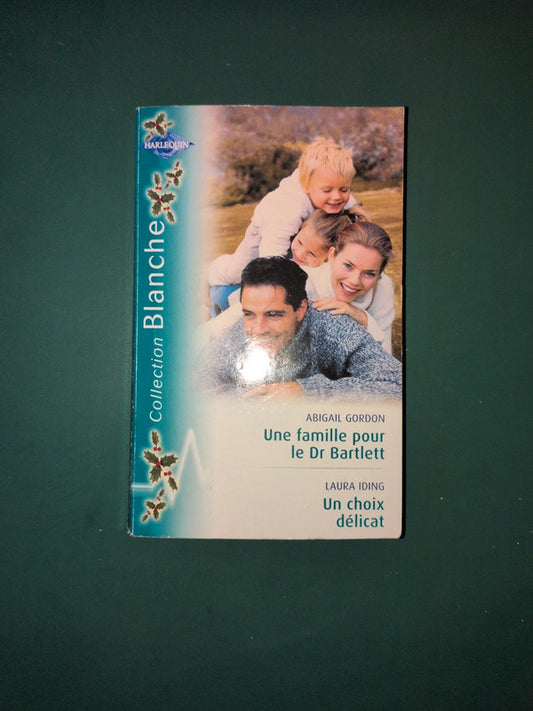 HARLEQUIN
Collection Blanche
ABIGAIL GORDON
Une famille pour
le Dr Bartlett
LAURA IDING
Un choix
délicat